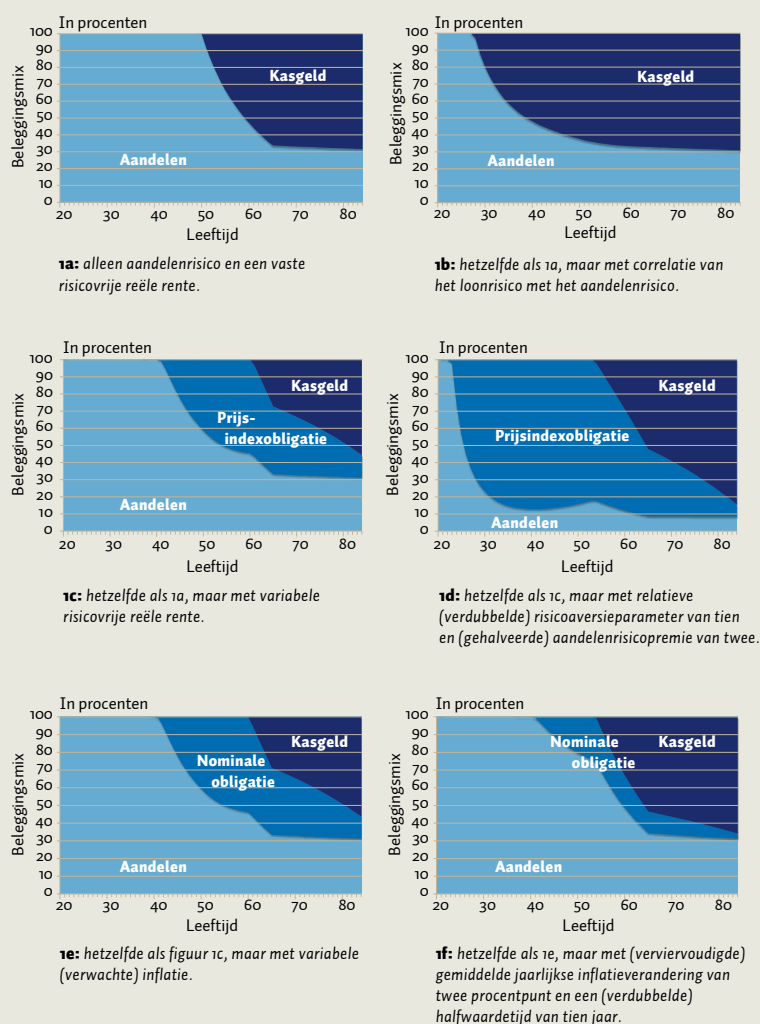 In procenten
Beleggingsmix
100
90
80
70
60
50
40
30
20
10
0
Kasgeld
Aandelen
20 30 40 50 60 70 80
Leeftijd
1a: alleen aandelenrisico en een vaste
risicovrije reële rente.
In procenten
Beleggingsmix
100
90
80
70
60
50
40
30
20
10
0
Kasgeld
Aandelen
20 30 40 50 60 70 80
Leeftijd
1b: hetzelfde als 1a, maar met correlatie van
het loonrisico met het aandelenrisico.
In procenten
Beleggingsmix
100
90
80
70
60
50
40
30
20
10
0
Kasgeld
Prijs-
indexobligatie
Aandelen
20 30 40 50 60 70 80
Leeftijd
1c: hetzelfde als 1a, maar met variabele
risicovrije reële rente.
In procenten
Beleggingsmix
100
90
80
70
60
50
40
30
20
10
0
Kasgeld
Prijsindexobligatie
Aandelen
20 30 40 50 60 70 80
Leeftijd
1d: hetzelfde als 1c, maar met relatieve
(verdubbelde) risicoaversieparameter van tien
en (gehalveerde) aandelenrisicopremie van twee.
In procenten
Beleggingsmix
100
90
80
70
60
50
40
30
20
10
0
Kasgeld
Nominale
obligatie
Aandelen
20 30 40 50 60 70 80
Leeftijd
1e: hetzelfde als figuur 1c, maar met variabele
(verwachte) inflatie.
In procenten
Beleggingsmix
100
90
80
70
60
50
40
30
20
10
0
Nominale
obligatie
Kasgeld
Aandelen
20 30 40 50 60 70 80
Leeftijd
1f: hetzelfde als 1e, maar met (verviervoudigde)
gemiddelde jaarlijkse inflatieverandering van
twee procentpunt en een (verdubbelde)
halfwaardetijd van tien jaar.